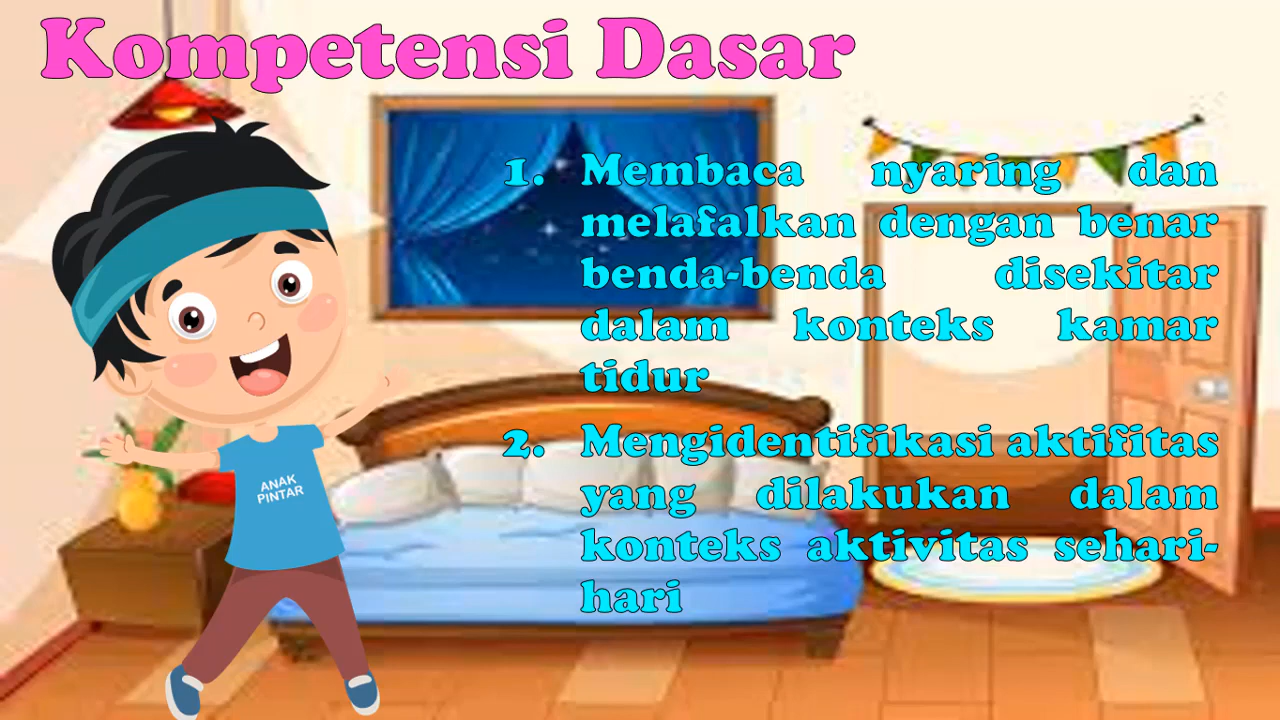 Kompetensi Dasar
1. Membaca nyaring dan
melafalkan dengan benar
benda-benda disekitar
dalam konteks kamar
tidur
2. Mengidentifikasi aktifitas
yang dilakukan dalam
konteks aktivitas sehari-
hari
ANAK
PINTAR